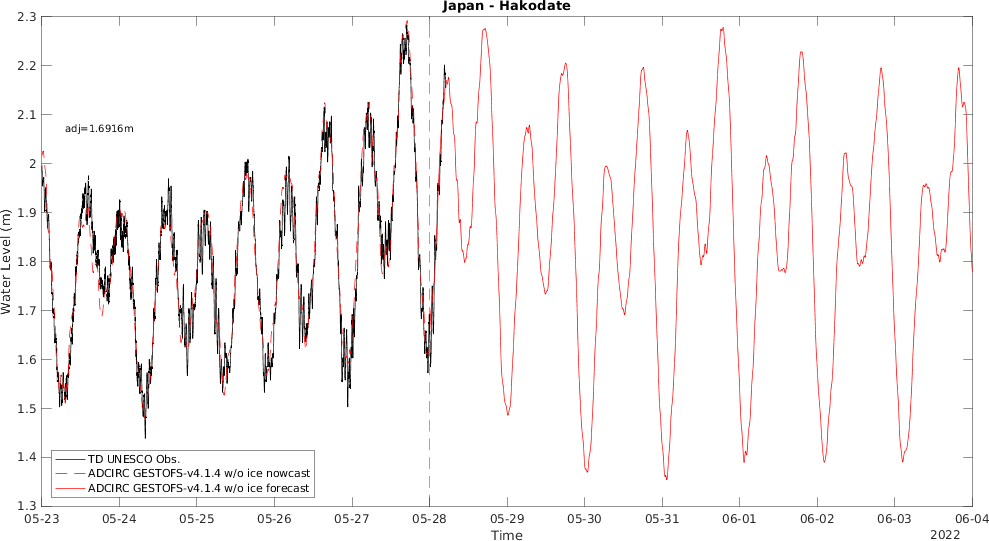 Japan - Hakodate
2.3
2.2
2.1
2
1.9
1.8
1.7
1.6
1.5
1.4
1.3
Water Level (m)
adj=1.6916m
TD UNESCO Obs.
ADCIRC GESTOFS-v4.1.4 w/o ice nowcast
ADCIRC GESTOFS-v4.1.4 w/o ice forecast
05-23 05-24 05-25 05-26 05-27 05-28 05-29 05-30 05-31 06-01 06-02 06-03 06-04
Time
2022